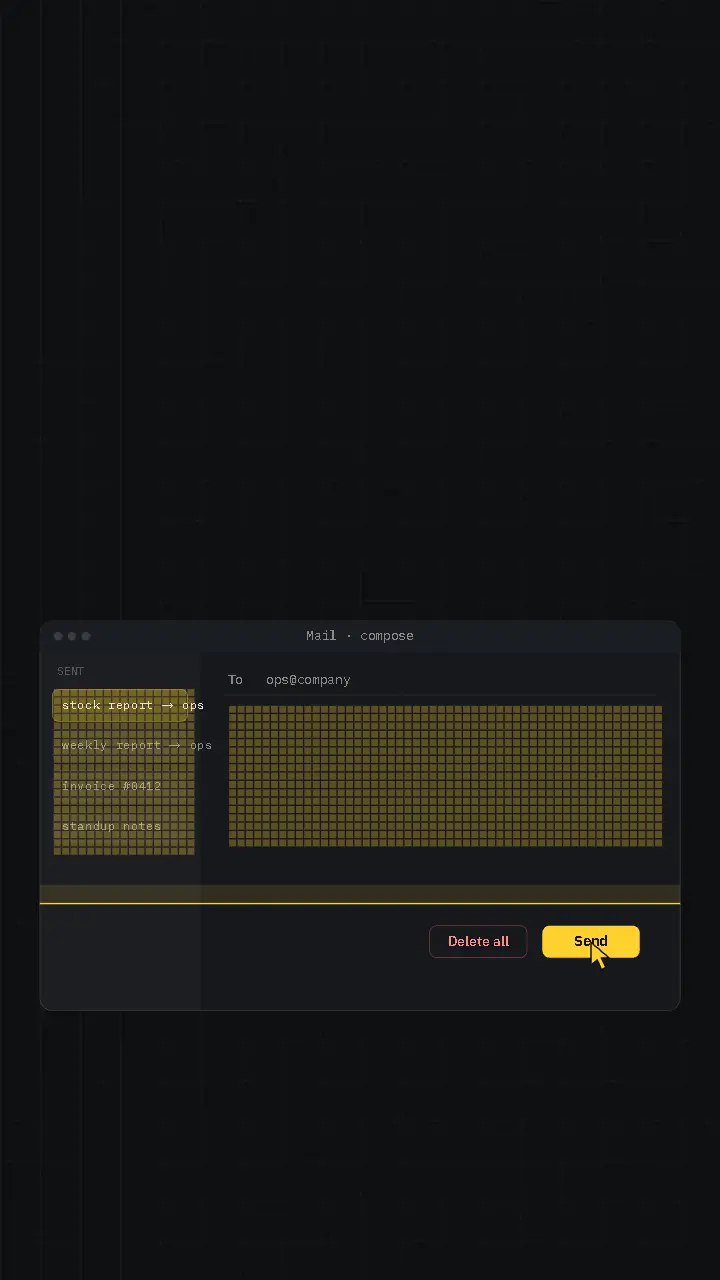 Mail · compose
SENT
To ops@company
stock report → ops
weekly report → ops
invoice #0412
standup notes
Delete all
Send